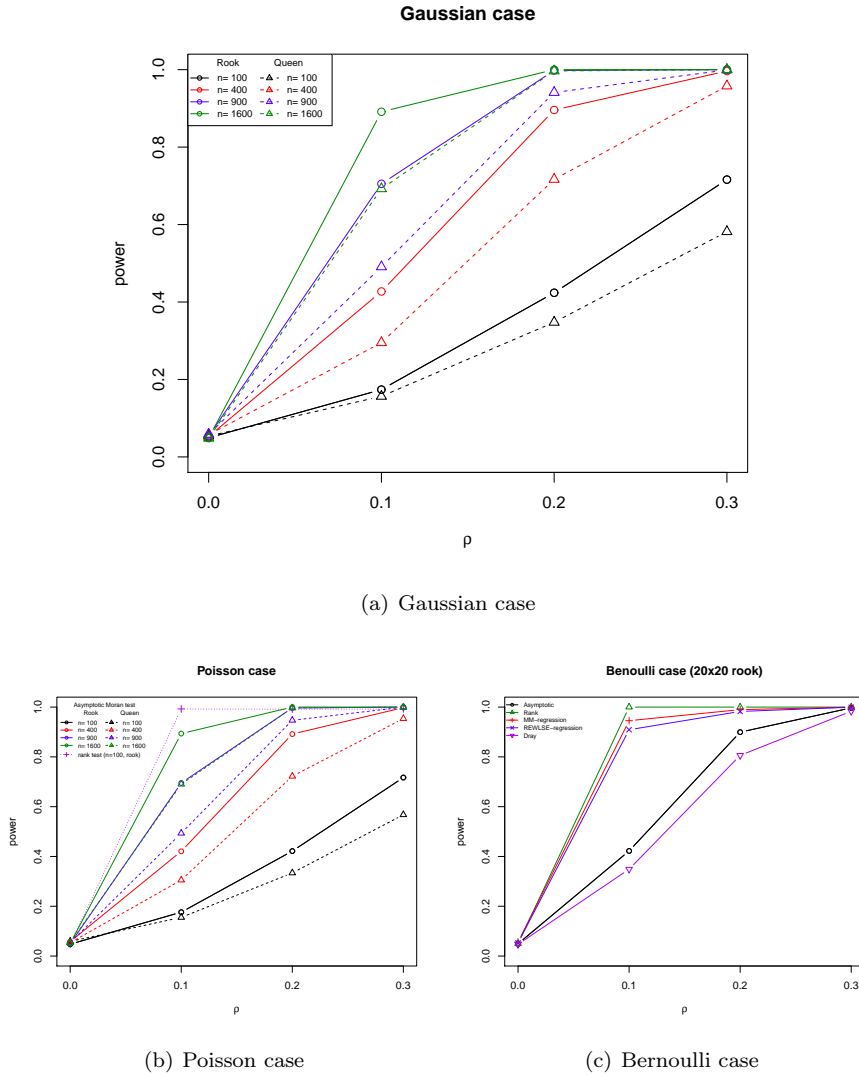 Gaussian case
Rook Queen
n= 100 n= 100
n= 400 n= 400
n= 900 n= 900
n= 1600 n= 1600
power
0.0 0.2 0.4 0.6 0.8 1.0
0.0 0.1 0.2 0.3
ρ
(a) Gaussian case
Poisson case
Asymptotic Moran test
Rook Queen
n= 100 n= 100
n= 400 n= 400
n= 900 n= 900
n= 1600 n= 1600
rank test (n=100, rook)
power
0.0 0.2 0.4 0.6 0.8 1.0
0.0 0.1 0.2 0.3
ρ
(b) Poisson case
Benoulli case (20x20 rook)
Asymptotic
Rank
MM−regression
REWLSE−regression
Dray
power
0.0 0.2 0.4 0.6 0.8 1.0
0.0 0.1 0.2 0.3
ρ
(c) Bernoulli case